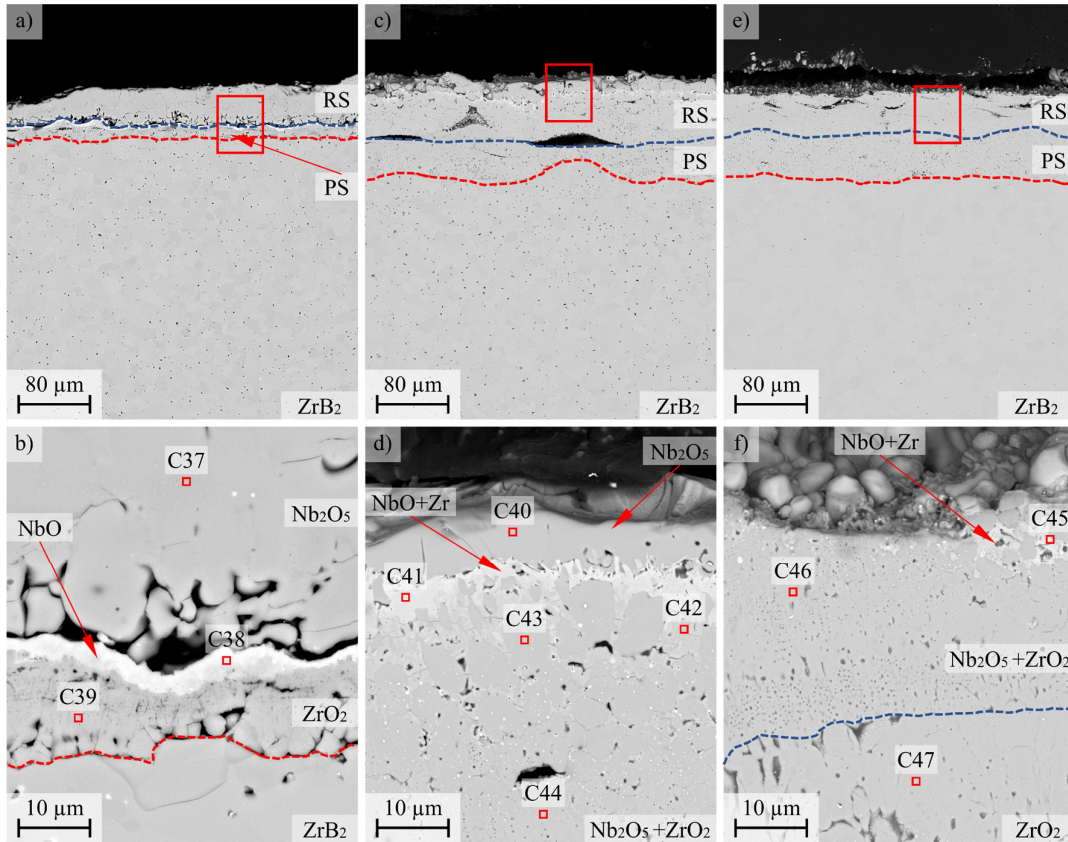 a)
RS
PS
80 µm
ZrB₂
c)
RS
PS
80 µm
ZrB₂
e)
RS
PS
80 µm
ZrB₂
b)
C37
Nb₂O₅
NbO
C38
C39
ZrO₂
10 µm
ZrB₂
d)
Nb₂O₅
NbO+Zr
C40
C41
C43
C42
C44
10 µm
Nb₂O₅+ZrO₂
f)
NbO+Zr
C45
C46
Nb₂O₅+ZrO₂
C47
10 µm
ZrO₂